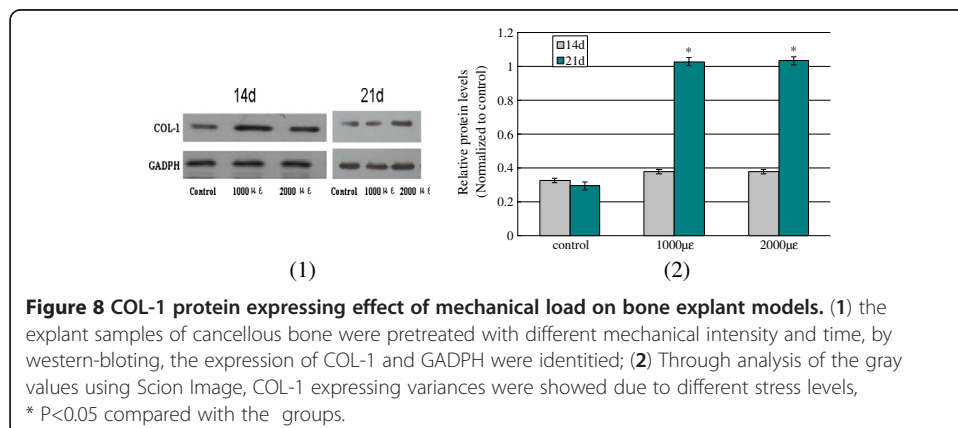 14d
21d
COL-1
GADPH
Control 1000 μ ε 2000 μ ε
Control 1000 μ ε 2000 μ ε
(1)
Relative protein levels
(Normalized to control)
1.2
1
0.8
0.6
0.4
0.2
0
14d
21d
*
*
control
1000με
2000με
(2)
Figure 8 COL-1 protein expressing effect of mechanical load on bone explant models. (1) the
explant samples of cancellous bone were pretreated with different mechanical intensity and time, by
western-bloting, the expression of COL-1 and GADPH were identitied; (2) Through analysis of the gray
values using Scion Image, COL-1 expressing variances were showed due to different stress levels,
* P<0.05 compared with the groups.